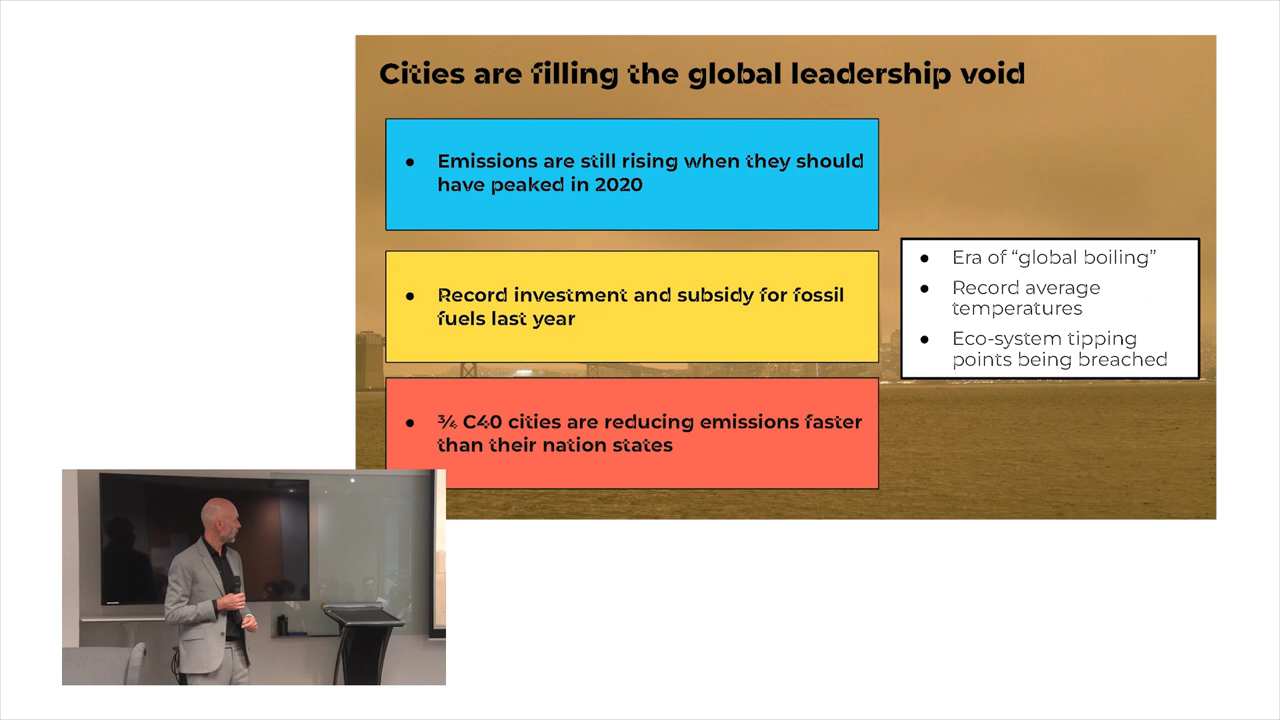 Cities are filling the global leadership void
● Emissions are still rising when they should
have peaked in 2020
● Record investment and subsidy for fossil
fuels last year
● ¾ C40 cities are reducing emissions faster
than their nation states
● Era of “global boiling”
● Record average
temperatures
● Eco-system tipping
points being breached